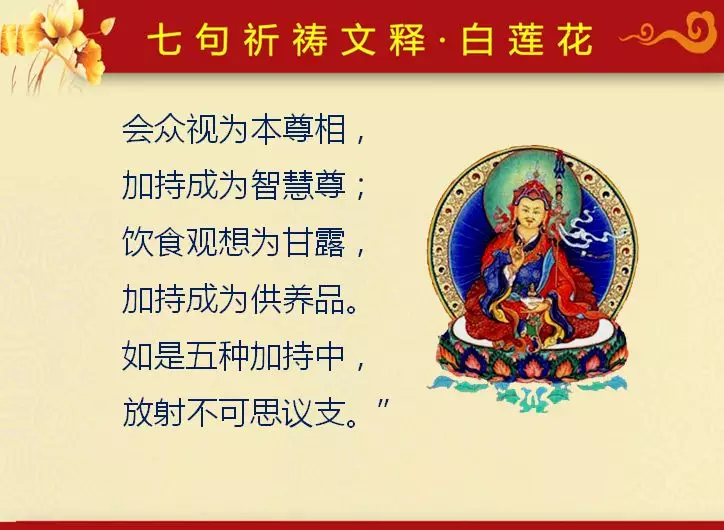 七句祈祷文释·白莲花
会众视为本尊相，
加持成为智慧尊；
饮食观想为甘露，
加持成为供养品。
如是五种加持中，
放射不可思议支。”